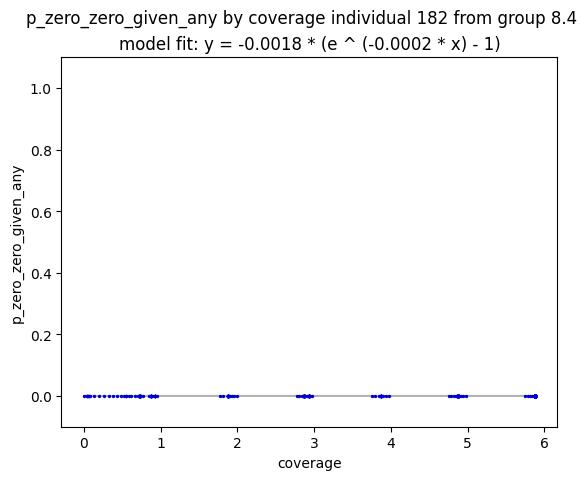 p_zero_zero_given_any by coverage individual 182 from group 8.4
model fit: y = -0.0018 * (e ^ (-0.0002 * x) - 1)
p_zero_zero_given_any
1.0
0.8
0.6
0.4
0.2
0.0
0 1 2 3 4 5 6
coverage